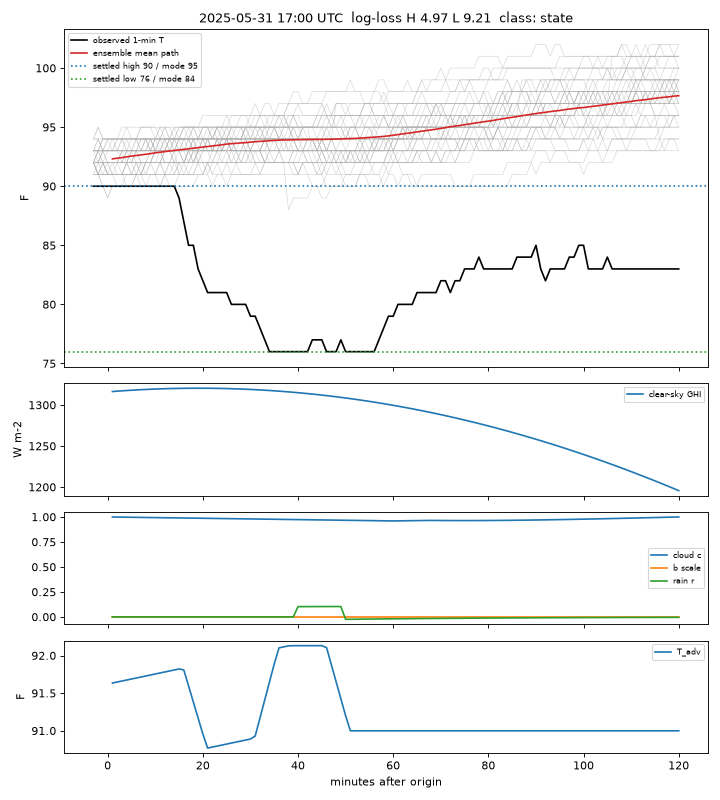 2025-05-31 17:00 UTC  log-loss H 4.97 L 9.21  class: state
observed 1-min T
ensemble mean path
settled high 90 / mode 95
settled low 76 / mode 84
100
95
90
85
80
75
F
clear-sky GHI
1300
1250
1200
W m-2
1.00
0.75
0.50
0.25
0.00
cloud c
b scale
rain r
T_adv
92.0
91.5
91.0
F
0
20
40
60
80
100
120
minutes after origin